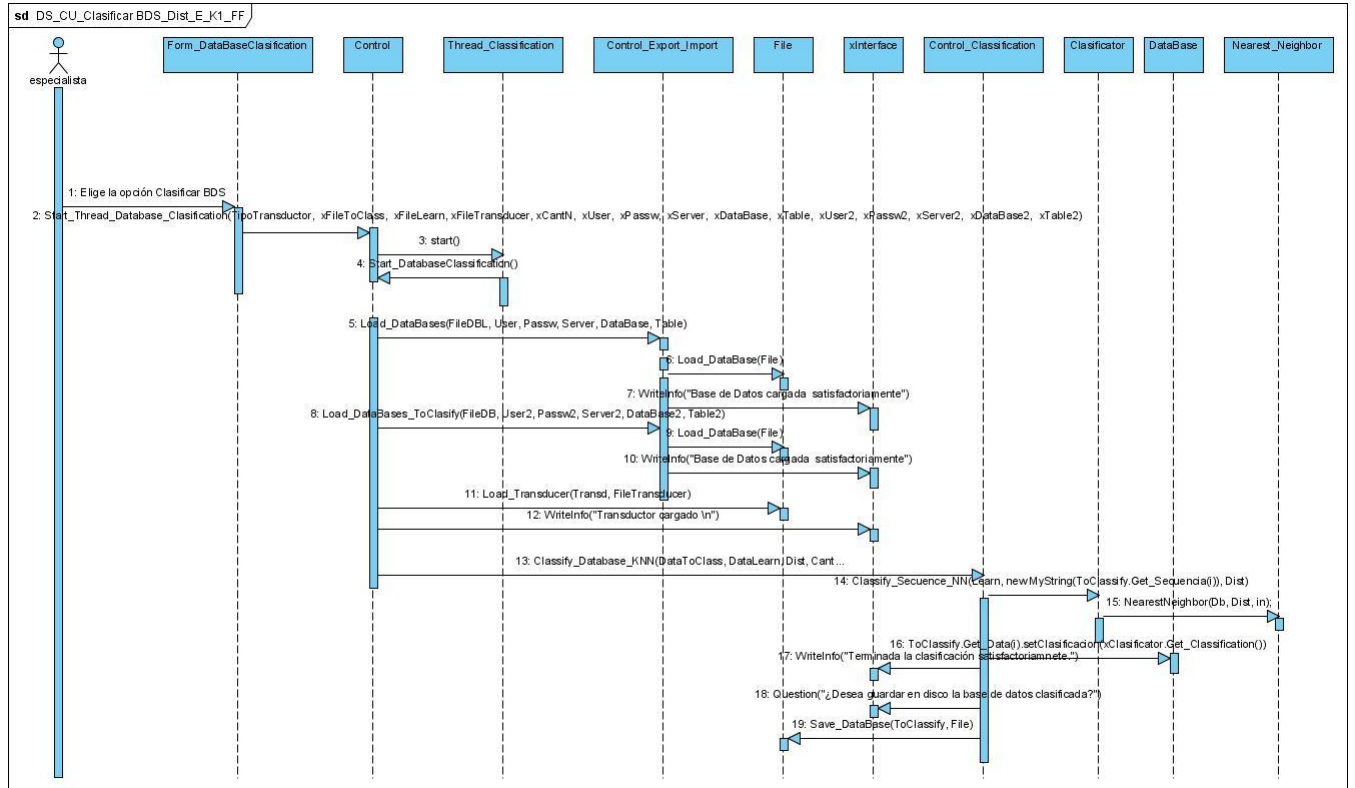 sd DS_CU_Clasificar BDS_Dist_E_K1_FF
especialista
Form_DataBaseClasification
Control
Thread_Classification
Control_Export_Import
File
xInterface
Control_Classification
Clasificator
DataBase
Nearest_Neighbor
1: Elige la opción Clasificar BDS
2: Start_Thread_Database_Clasification(TipoTransductor, xFileToClass, xFileLearn, xFileTransducer, xCantN, xUser, xPassw, xServer, xDataBase, xTable, xUser2, xPassw2, xServer2, xDataBase2, xTable2)
3: start()
4: Start_DatabaseClassification()
5: Load_DataBases(FileDBL, User, Passw, Server, DataBase, Table)
6: Load_DataBase(File)
7: WriteInfo("Base de Datos cargada satisfactoriamente")
8: Load_DataBases_ToClasify(FileDB, User2, Passw2, Server2, DataBase2, Table2)
9: Load_DataBase(File)
10: WriteInfo("Base de Datos cargada satisfactoriamente")
11: Load_Transducer(Transd, FileTransducer)
12: WriteInfo("Transductor cargado \n")
13: Classify_Database_KNN(DataToClass, DataLearn, Dist, Cant...
14: Classify_Secuence_NN(Learn, new MyString(ToClassify.Get_Sequencia(i)), Dist)
15: NearestNeighbor(Db, Dist, in);
16: ToClassify.Get_Data(i).setClasificacion(xClasificator.Get_Classification())
17: WriteInfo("Terminada la clasificación satisfactoriamnete.")
18: Question("¿Desea guardar en disco la base de datos clasificada?")
19: Save_DataBase(ToClassify, File)